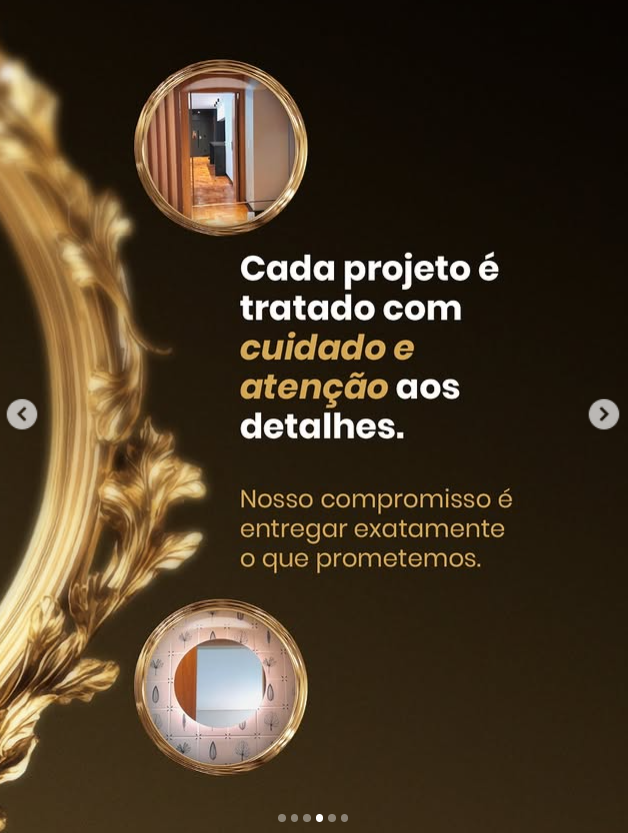 Cada projeto é
tratado com
cuidado e
atenção aos
detalhes.
Nosso compromisso é
entregar exatamente
o que prometemos.